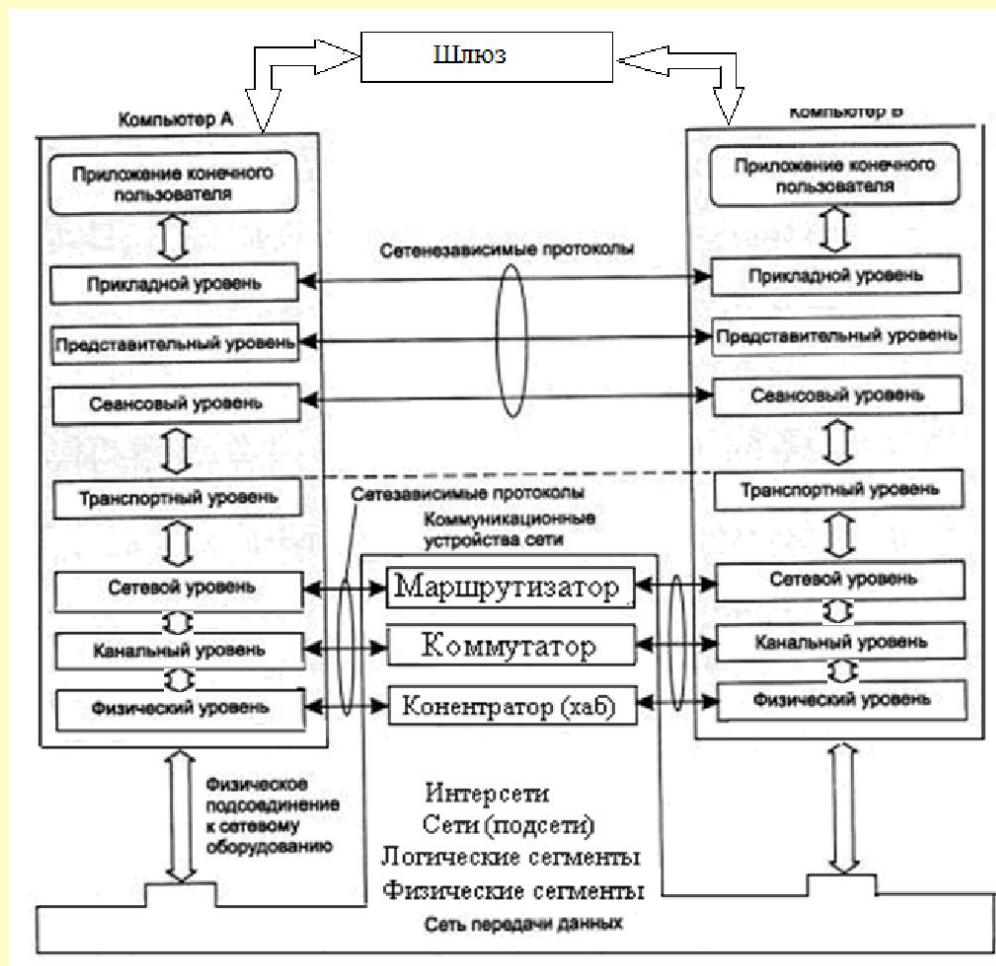 Шлюз
Компьютер А
Компьютер В
Приложение конечного
пользователя
Приложение конечного
пользователя
Сетенезависимые протоколы
Прикладной уровень
Прикладной уровень
Представительный уровень
Представительный уровень
Сеансовый уровень
Сеансовый уровень
Транспортный уровень
Сетезависимые протоколы
Транспортный уровень
Коммуникационные
устройства сети
Сетевой уровень
Маршрутизатор
Сетевой уровень
Канальный уровень
Коммутатор
Канальный уровень
Физический уровень
Конентратор (хаб)
Физический уровень
Физическое
подсоединение
к сетевому
оборудованию
Интерсети
Сети (подсети)
Логические сегменты
Физические сегменты
Сеть передачи данных